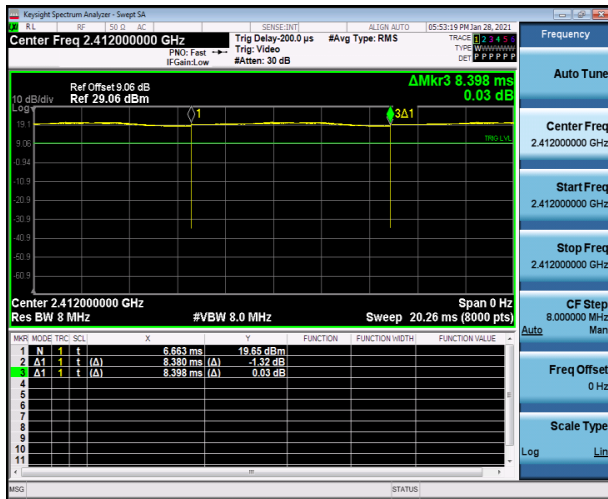 Keysight Spectrum Analyzer - Swept SA
RL RF 50 Ω AC SENSE:INT ALIGN AUTO 05:53:19 PM Jan 28, 2021
Center Freq 2.412000000 GHz
PNO: Fast
IFGain:Low
Trig Delay-200.0 µs
Trig: Video
#Atten: 30 dB
#Avg Type: RMS
TRACE 1 2 3 4 5 6
TYPE WWWWWW
DET P P P P P P
Frequency
Auto Tune
Center Freq
2.412000000 GHz
Start Freq
2.412000000 GHz
Stop Freq
2.412000000 GHz
CF Step
8.000000 MHz
Auto Man
Freq Offset
0 Hz
Scale Type
Log Lin
ΔMkr3 8.398 ms
0.03 dB
Ref Offset 9.06 dB
10 dB/div Ref 29.06 dBm
Log
1
3Δ1
TRIG LVL
19.1
9.06
-0.94
-10.9
-20.9
-30.9
-40.9
-50.9
-60.9
Center 2.412000000 GHz Span 0 Hz
Res BW 8 MHz #VBW 8.0 MHz Sweep 20.26 ms (8000 pts)
MKR MODE TRC SCL X Y FUNCTION FUNCTION WIDTH FUNCTION VALUE
1 N 1 t 6.663 ms 19.65 dBm
2 Δ1 1 t (Δ) 8.380 ms (Δ) -1.32 dB
3 Δ1 1 t (Δ) 8.398 ms (Δ) 0.03 dB
4
5
6
7
8
9
10
11
MSG STATUS